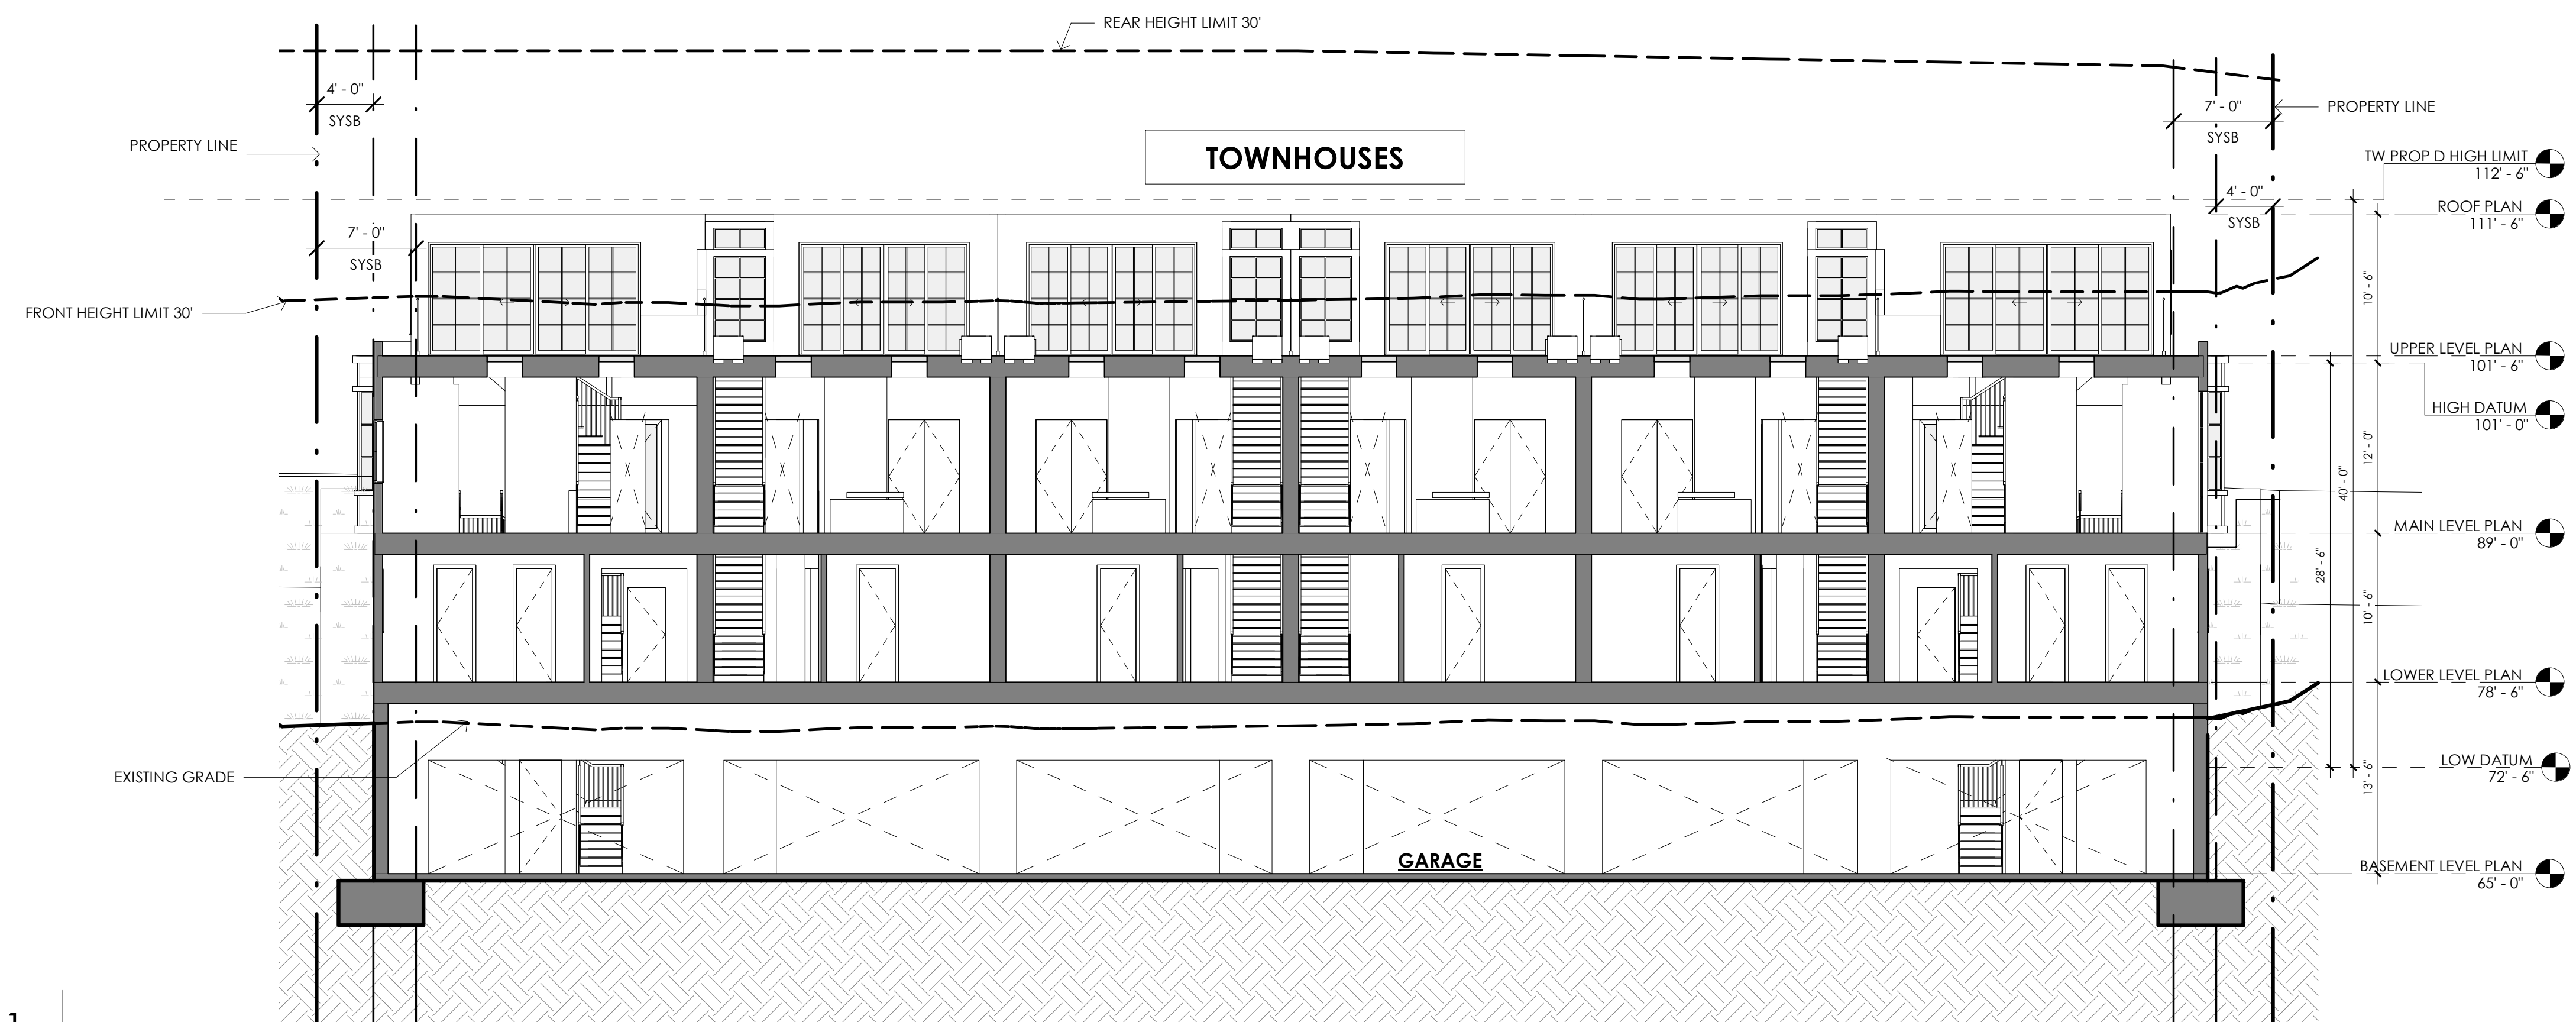 REAR HEIGHT LIMIT 30'
4' - 0"
SYSB
7' - 0"
SYSB
PROPERTY LINE
PROPERTY LINE
TOWNHOUSES
TW PROP D HIGH LIMIT
112' - 6"
4' - 0"
SYSB
ROOF PLAN
111' - 6"
7' - 0"
SYSB
10' - 6"
FRONT HEIGHT LIMIT 30'
UPPER LEVEL PLAN
101' - 6"
HIGH DATUM
101' - 0"
12' - 0"
40' - 0"
MAIN LEVEL PLAN
89' - 0"
28' - 6"
10' - 6"
LOWER LEVEL PLAN
78' - 6"
EXISTING GRADE
LOW DATUM
72' - 6"
13' - 6"
GARAGE
BASEMENT LEVEL PLAN
65' - 0"
1